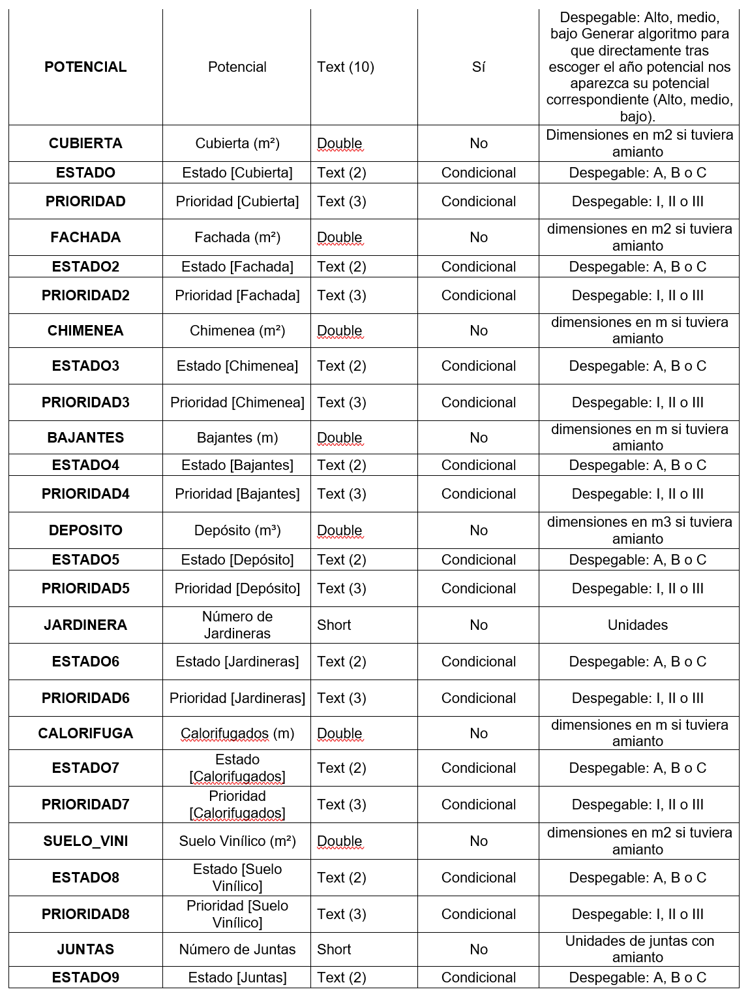 POTENCIAL Potencial Text (10) Sí Despegable: Alto, medio,
bajo Generar algoritmo para
que directamente tras
escoger el año potencial nos
aparezca su potencial
correspondiente (Alto, medio,
bajo).
CUBIERTA Cubierta (m²) Double No Dimensiones en m2 si tuviera
amianto
ESTADO Estado [Cubierta] Text (2) Condicional Despegable: A, B o C
PRIORIDAD Prioridad [Cubierta] Text (3) Condicional Despegable: I, II o III
FACHADA Fachada (m²) Double No dimensiones en m2 si tuviera
amianto
ESTADO2 Estado [Fachada] Text (2) Condicional Despegable: A, B o C
PRIORIDAD2 Prioridad [Fachada] Text (3) Condicional Despegable: I, II o III
CHIMENEA Chimenea (m²) Double No dimensiones en m si tuviera
amianto
ESTADO3 Estado [Chimenea] Text (2) Condicional Despegable: A, B o C
PRIORIDAD3 Prioridad [Chimenea] Text (3) Condicional Despegable: I, II o III
BAJANTES Bajantes (m) Double No dimensiones en m si tuviera
amianto
ESTADO4 Estado [Bajantes] Text (2) Condicional Despegable: A, B o C
PRIORIDAD4 Prioridad [Bajantes] Text (3) Condicional Despegable: I, II o III
DEPOSITO Depósito (m³) Double No dimensiones en m3 si tuviera
amianto
ESTADO5 Estado [Depósito] Text (2) Condicional Despegable: A, B o C
PRIORIDAD5 Prioridad [Depósito] Text (3) Condicional Despegable: I, II o III
JARDINERA Número de
Jardineras Short No Unidades
ESTADO6 Estado [Jardineras] Text (2) Condicional Despegable: A, B o C
PRIORIDAD6 Prioridad [Jardineras] Text (3) Condicional Despegable: I, II o III
CALORIFUGA Calorifugados (m) Double No dimensiones en m si tuviera
amianto
ESTADO7 Estado
[Calorifugados] Text (2) Condicional Despegable: A, B o C
PRIORIDAD7 Prioridad
[Calorifugados] Text (3) Condicional Despegable: I, II o III
SUELO_VINI Suelo Vinílico (m²) Double No dimensiones en m2 si tuviera
amianto
ESTADO8 Estado [Suelo
Vinílico] Text (2) Condicional Despegable: A, B o C
PRIORIDAD8 Prioridad [Suelo
Vinílico] Text (3) Condicional Despegable: I, II o III
JUNTAS Número de Juntas Short No Unidades de juntas con
amianto
ESTADO9 Estado [Juntas] Text (2) Condicional Despegable: A, B o C